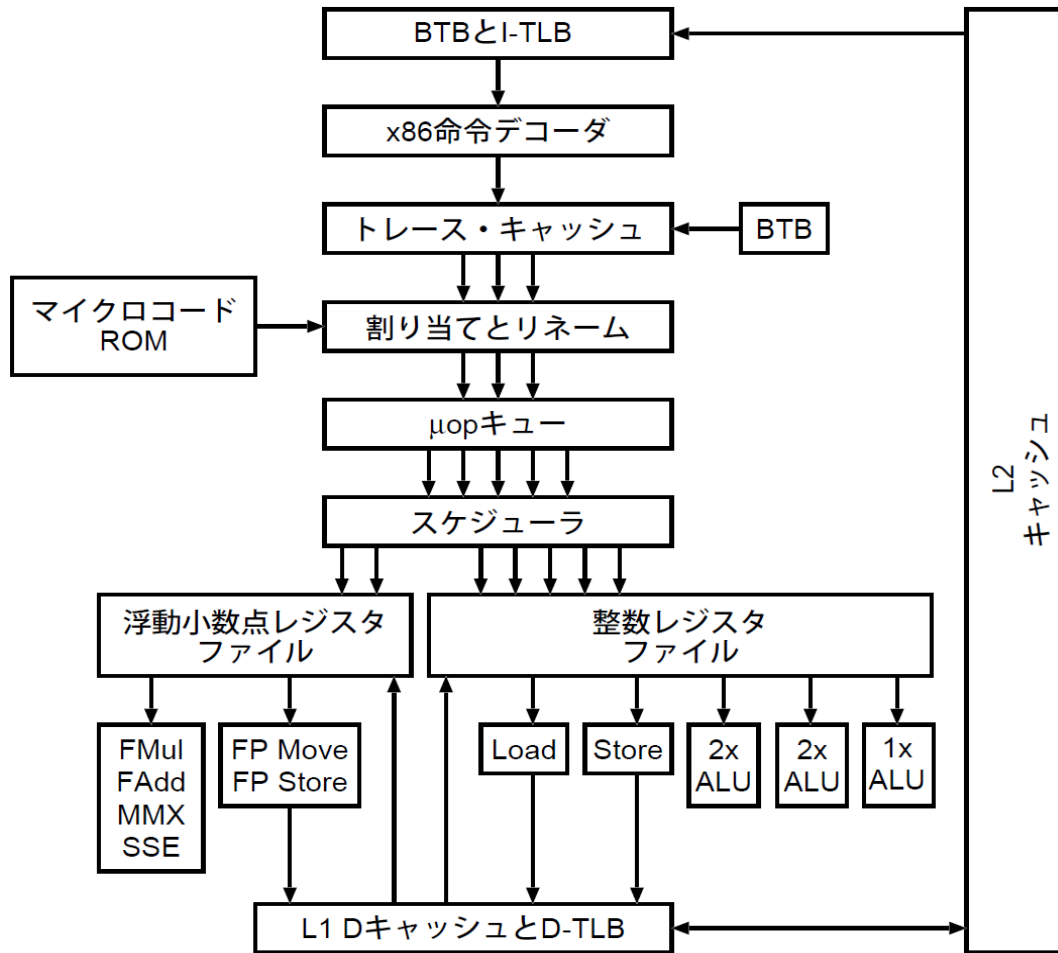 BTBとI-TLB
x86命令デコーダ
トレース・キャッシュ
BTB
マイクロコード
ROM
割り当てとリネーム
μopキュー
スケジューラ
浮動小数点レジスタ
ファイル
整数レジスタ
ファイル
FMul
FAdd
MMX
SSE
FP Move
FP Store
Load
Store
2x
ALU
2x
ALU
1x
ALU
L1 DキャッシュとD-TLB
L2
キャッシュ